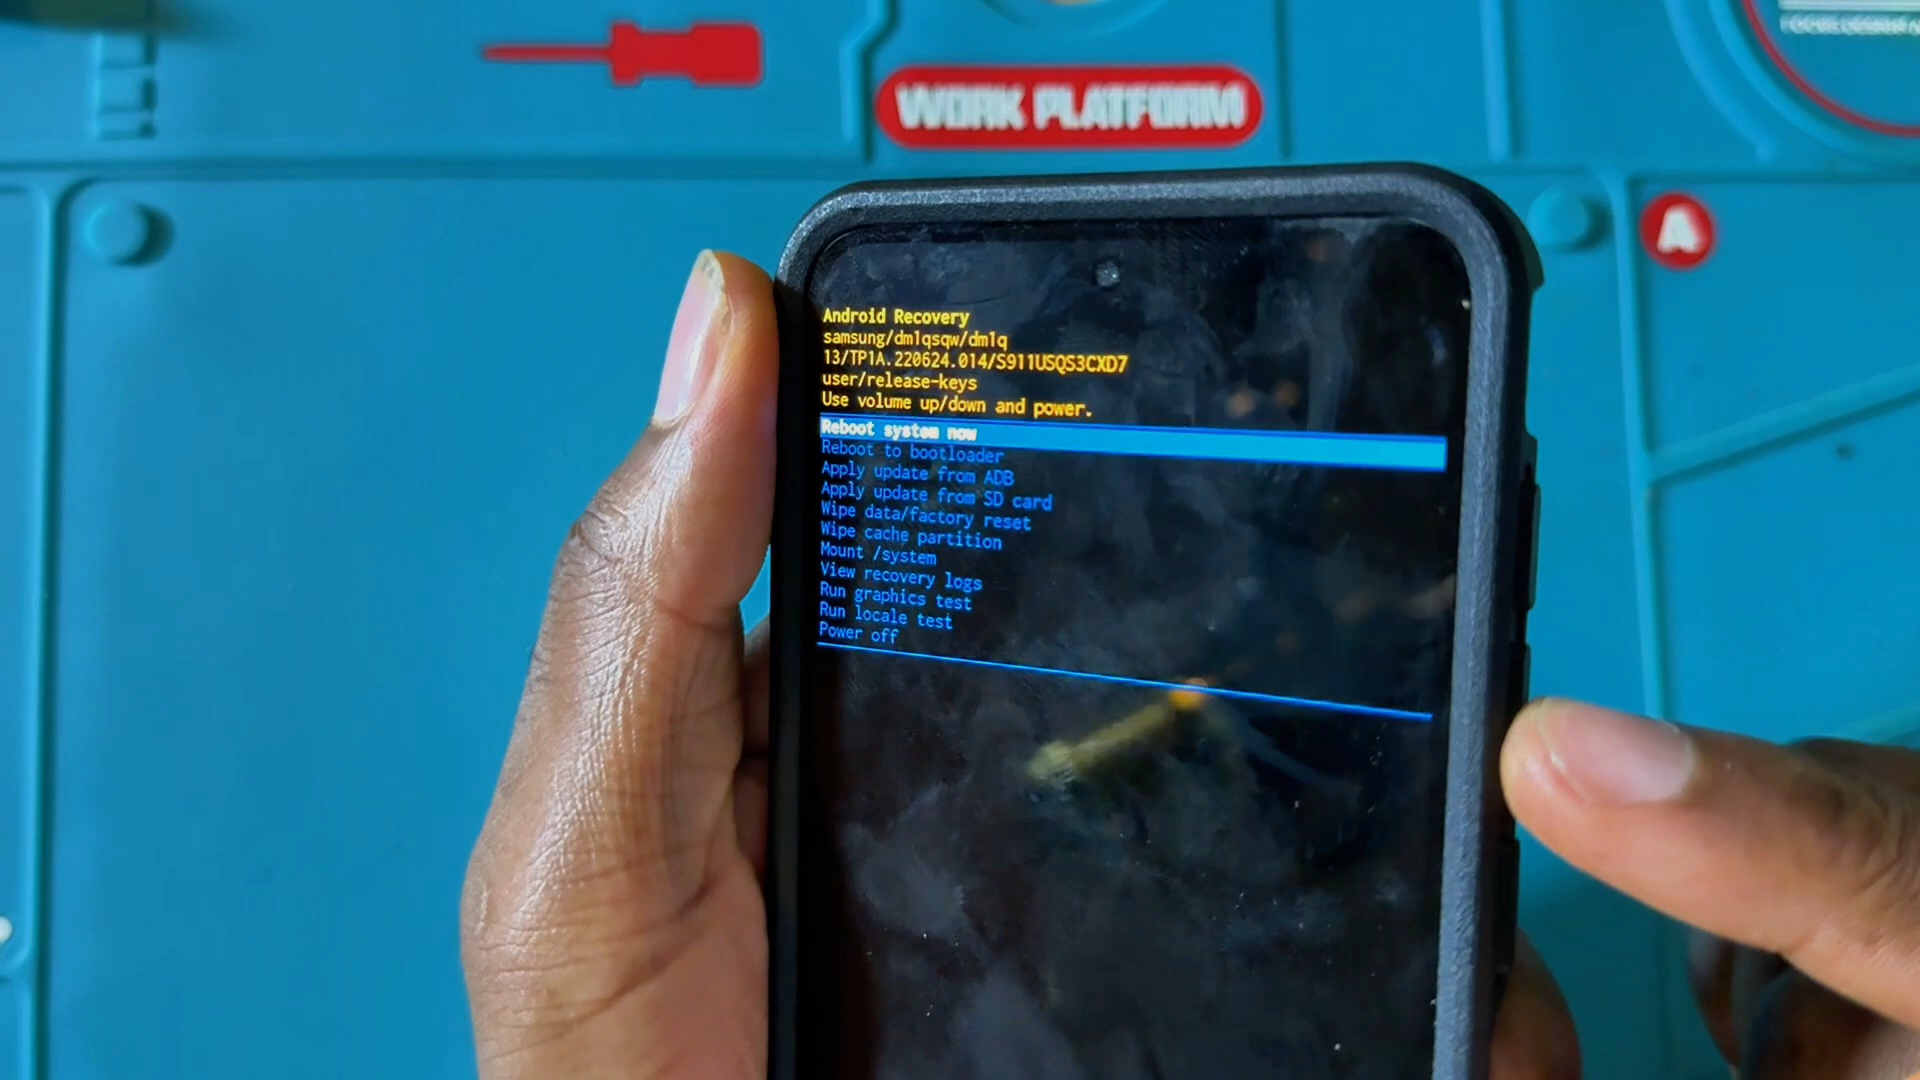 WORK PLATFORM
A
Android Recovery
samsung/dm1qsqw/dm1q
13/TP1A.220624.014/S911USQS3CXD7
user/release-keys
Use volume up/down and power.
Reboot system now
Reboot to bootloader
Apply update from ADB
Apply update from SD card
Wipe data/factory reset
Wipe cache partition
Mount /system
View recovery logs
Run graphics test
Run locale test
Power off